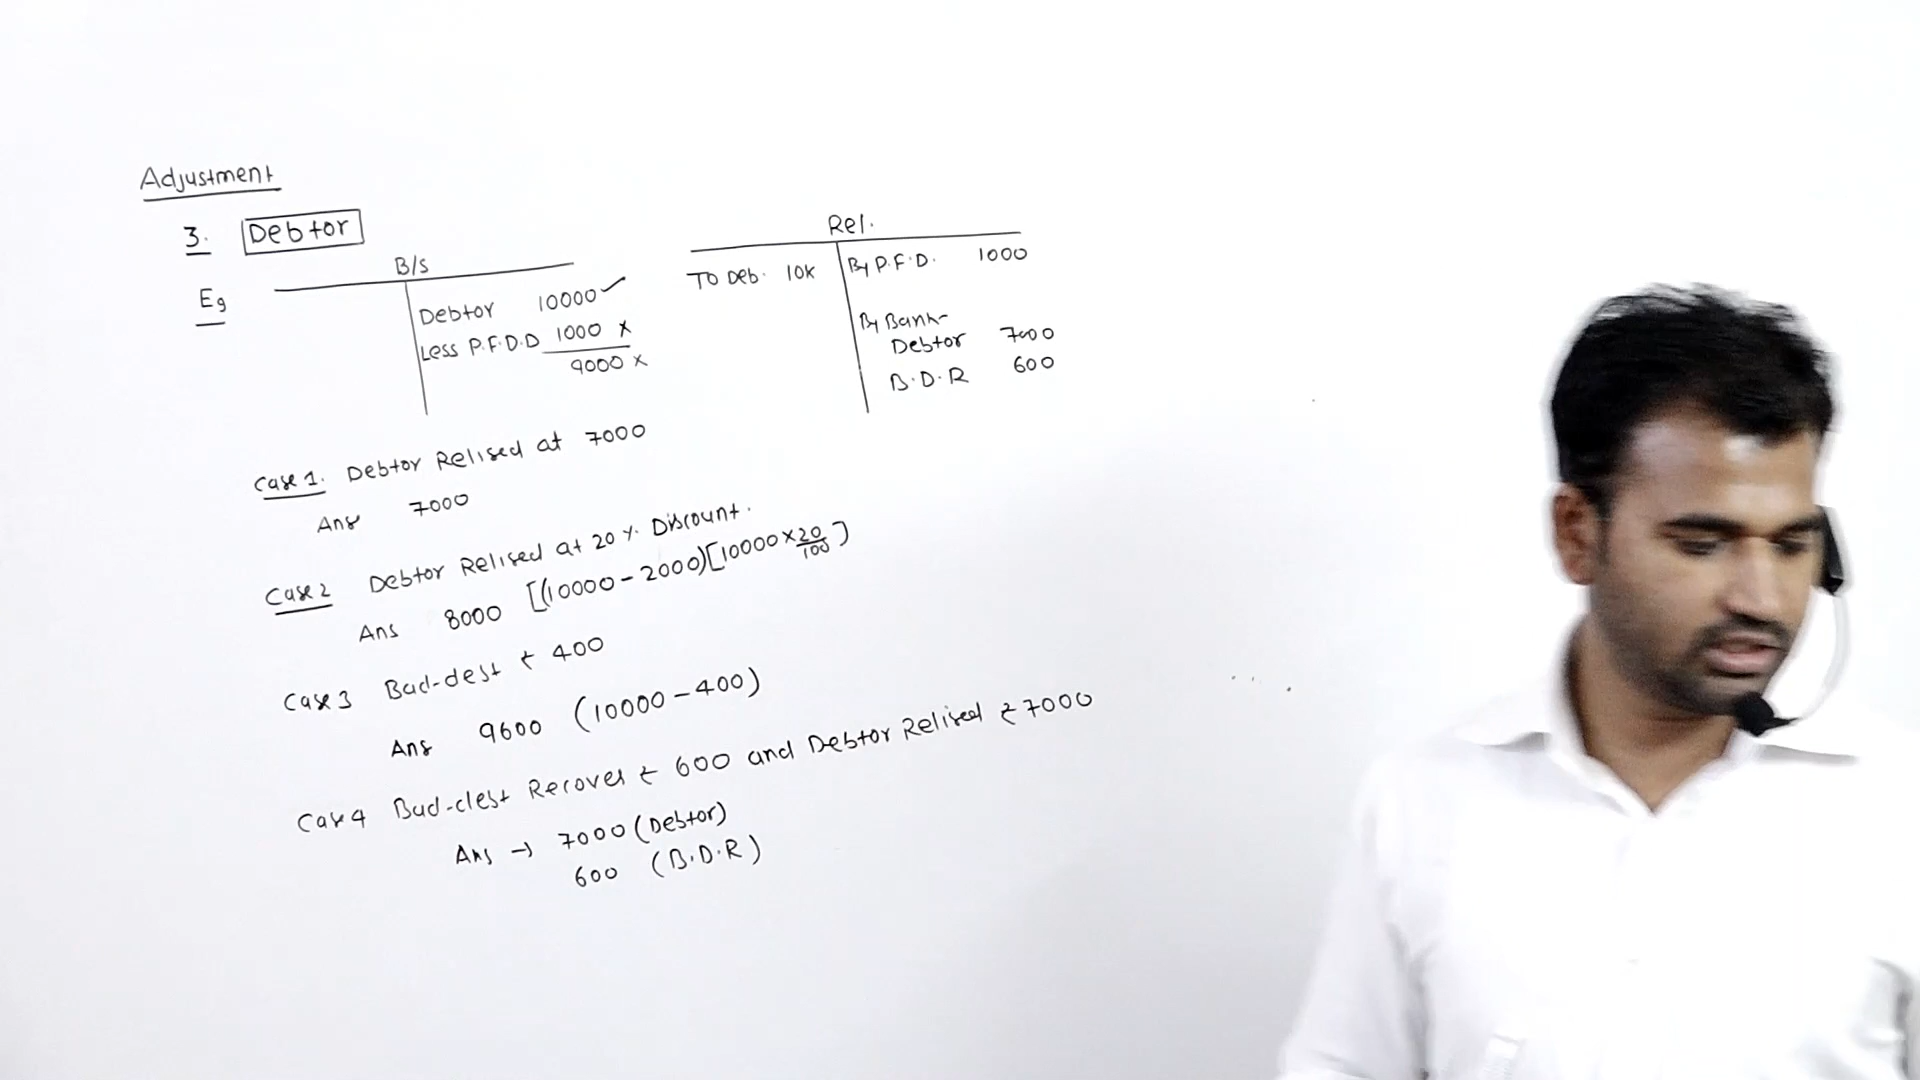 Adjustment
3. Debtor
Eg
B/s
Debtor 10000 ✓
Less P.F.D.D 1000 ×
9000 ×
Rel.
To Deb. 10K By P.F.D. 1000
By Bank-
Debtor 7000
B.D.R 600
Case 1. Debtor Relised at 7000
Ans 7000
Case 2 Debtor Relised at 20 %. Discount.
Ans 8000 [(10000-2000)[10000×20/100]
Case 3 Bad-dest ₹ 400
Ans 9600 (10000-400)
Case 4 Bad-dest Recover ₹ 600 and Debtor Relised ₹ 7000
Ans → 7000 (Debtor)
600 (B.D.R)